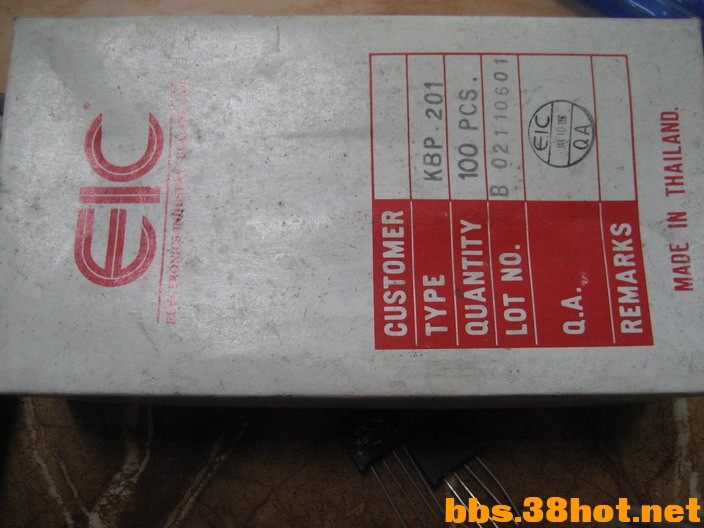 EIC
®
ELECTRONICS INDUSTRY
CUSTOMER
TYPE KBP 201
QUANTITY 100 PCS.
LOT NO. B 02110601
Q.A. EIC QA
REMARKS
MADE IN THAILAND.
bbs.38hot.net